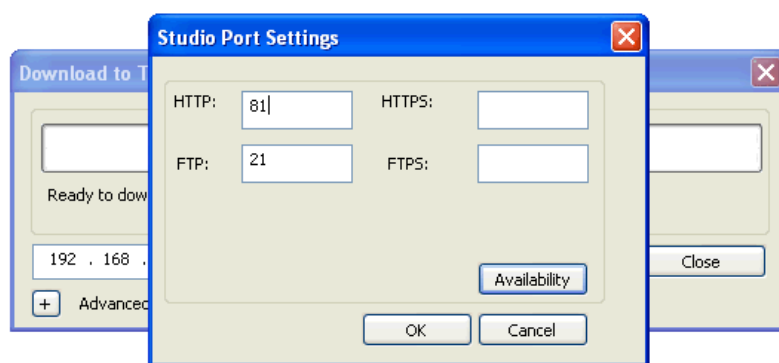 Studio Port Settings
Download to T
HTTP: 81 HTTPS:
FTP: 21 FTPS:
Ready to dow
192 . 168 .
Close
Availability
+ Advanced
OK Cancel